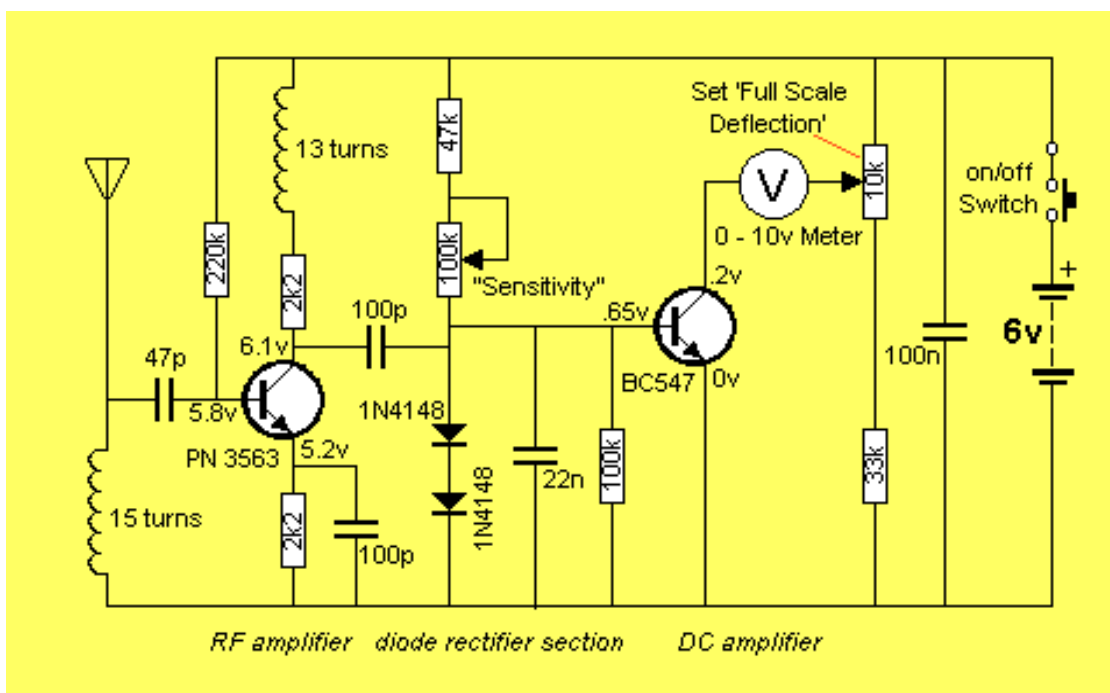 Set 'Full Scale
Deflection'
47k
13 turns
on/off
Switch
10k
V
0 - 10v Meter
220k
100k
"Sensitivity"
2k2
.2v
+
100p
.65v
6v
6.1v
47p
100n
BC547
0v
5.8v
1N4148
PN 3563
5.2v
22n
100k
33k
1N4148
15 turns
2k2
100p
RF amplifier
diode rectifier section
DC amplifier